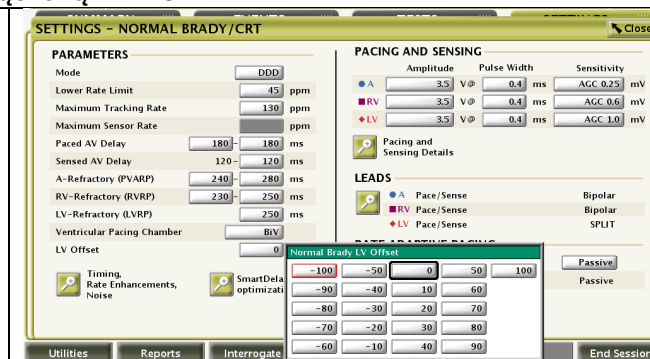 SETTINGS - NORMAL BRADY/CRT
Close
PARAMETERS
Mode DDD
Lower Rate Limit 45 ppm
Maximum Tracking Rate 130 ppm
Maximum Sensor Rate ppm
Paced AV Delay 180 - 180 ms
Sensed AV Delay 120 - 120 ms
A-Refractory (PVARP) 240 - 280 ms
RV-Refractory (RVRP) 230 - 250 ms
LV-Refractory (LVRP) 250 ms
Ventricular Pacing Chamber BiV
LV Offset 0
Timing,
Rate Enhancements,
Noise
SmartDela
optimizati
PACING AND SENSING
Amplitude Pulse Width Sensitivity
A 3.5 V@ 0.4 ms AGC 0.25 mV
RV 3.5 V@ 0.4 ms AGC 0.6 mV
LV 3.5 V@ 0.4 ms AGC 1.0 mV
Pacing and
Sensing Details
LEADS
A Pace/Sense Bipolar
RV Pace/Sense Bipolar
LV Pace/Sense SPLIT
Passive
Passive
Normal Brady LV Offset
-100 -50 0 50 100
-90 -40 10 60
-80 -30 20 70
-70 -20 30 80
-60 -10 40 90
Utilities Reports Interrogate End Session